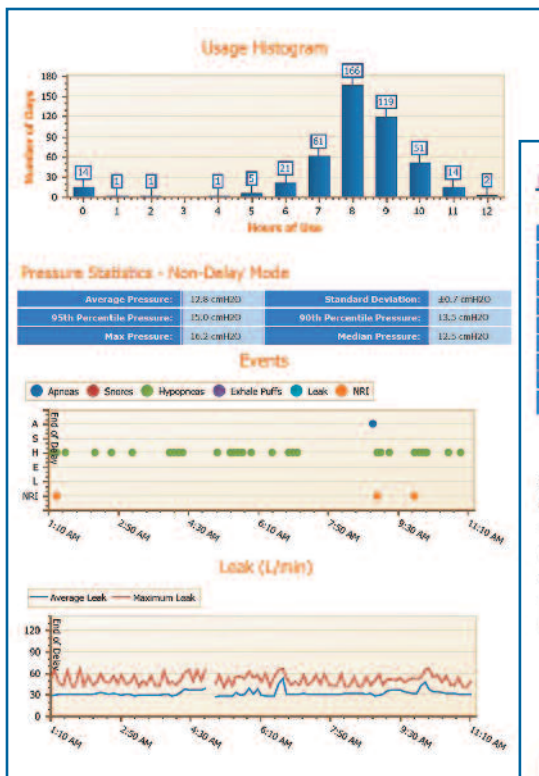 Usage Histogram
Number of Days
180
150
120
90
60
30
0
14
1
1
1
5
21
61
166
119
51
14
2
0 1 2 3 4 5 6 7 8 9 10 11 12
Hours of Use
Pressure Statistics - Non-Delay Mode
Average Pressure: 12.8 cmH2O Standard Deviation: ±0.7 cmH2O
95th Percentile Pressure: 15.0 cmH2O 90th Percentile Pressure: 13.5 cmH2O
Max Pressure: 16.2 cmH2O Median Pressure: 12.5 cmH2O
Events
Apneas Snores Hypopneas Exhale Puffs Leak NRI
End of Delay
A
S
H
E
L
NRI
1:10 AM 2:50 AM 4:30 AM 6:10 AM 7:50 AM 9:30 AM 11:10 AM
Leak (L/min)
Average Leak Maximum Leak
End of Delay
120
90
60
30
0
1:10 AM 2:50 AM 4:30 AM 6:10 AM 7:50 AM 9:30 AM 11:10 AM